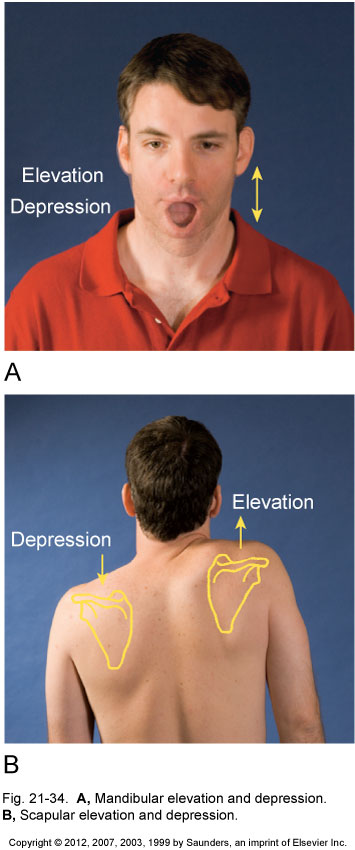 Elevation
Depression
A
Elevation
Depression
B
Fig. 21-34. A, Mandibular elevation and depression.
B, Scapular elevation and depression.
Copyright © 2012, 2007, 2003, 1999 by Saunders, an imprint of Elsevier Inc.